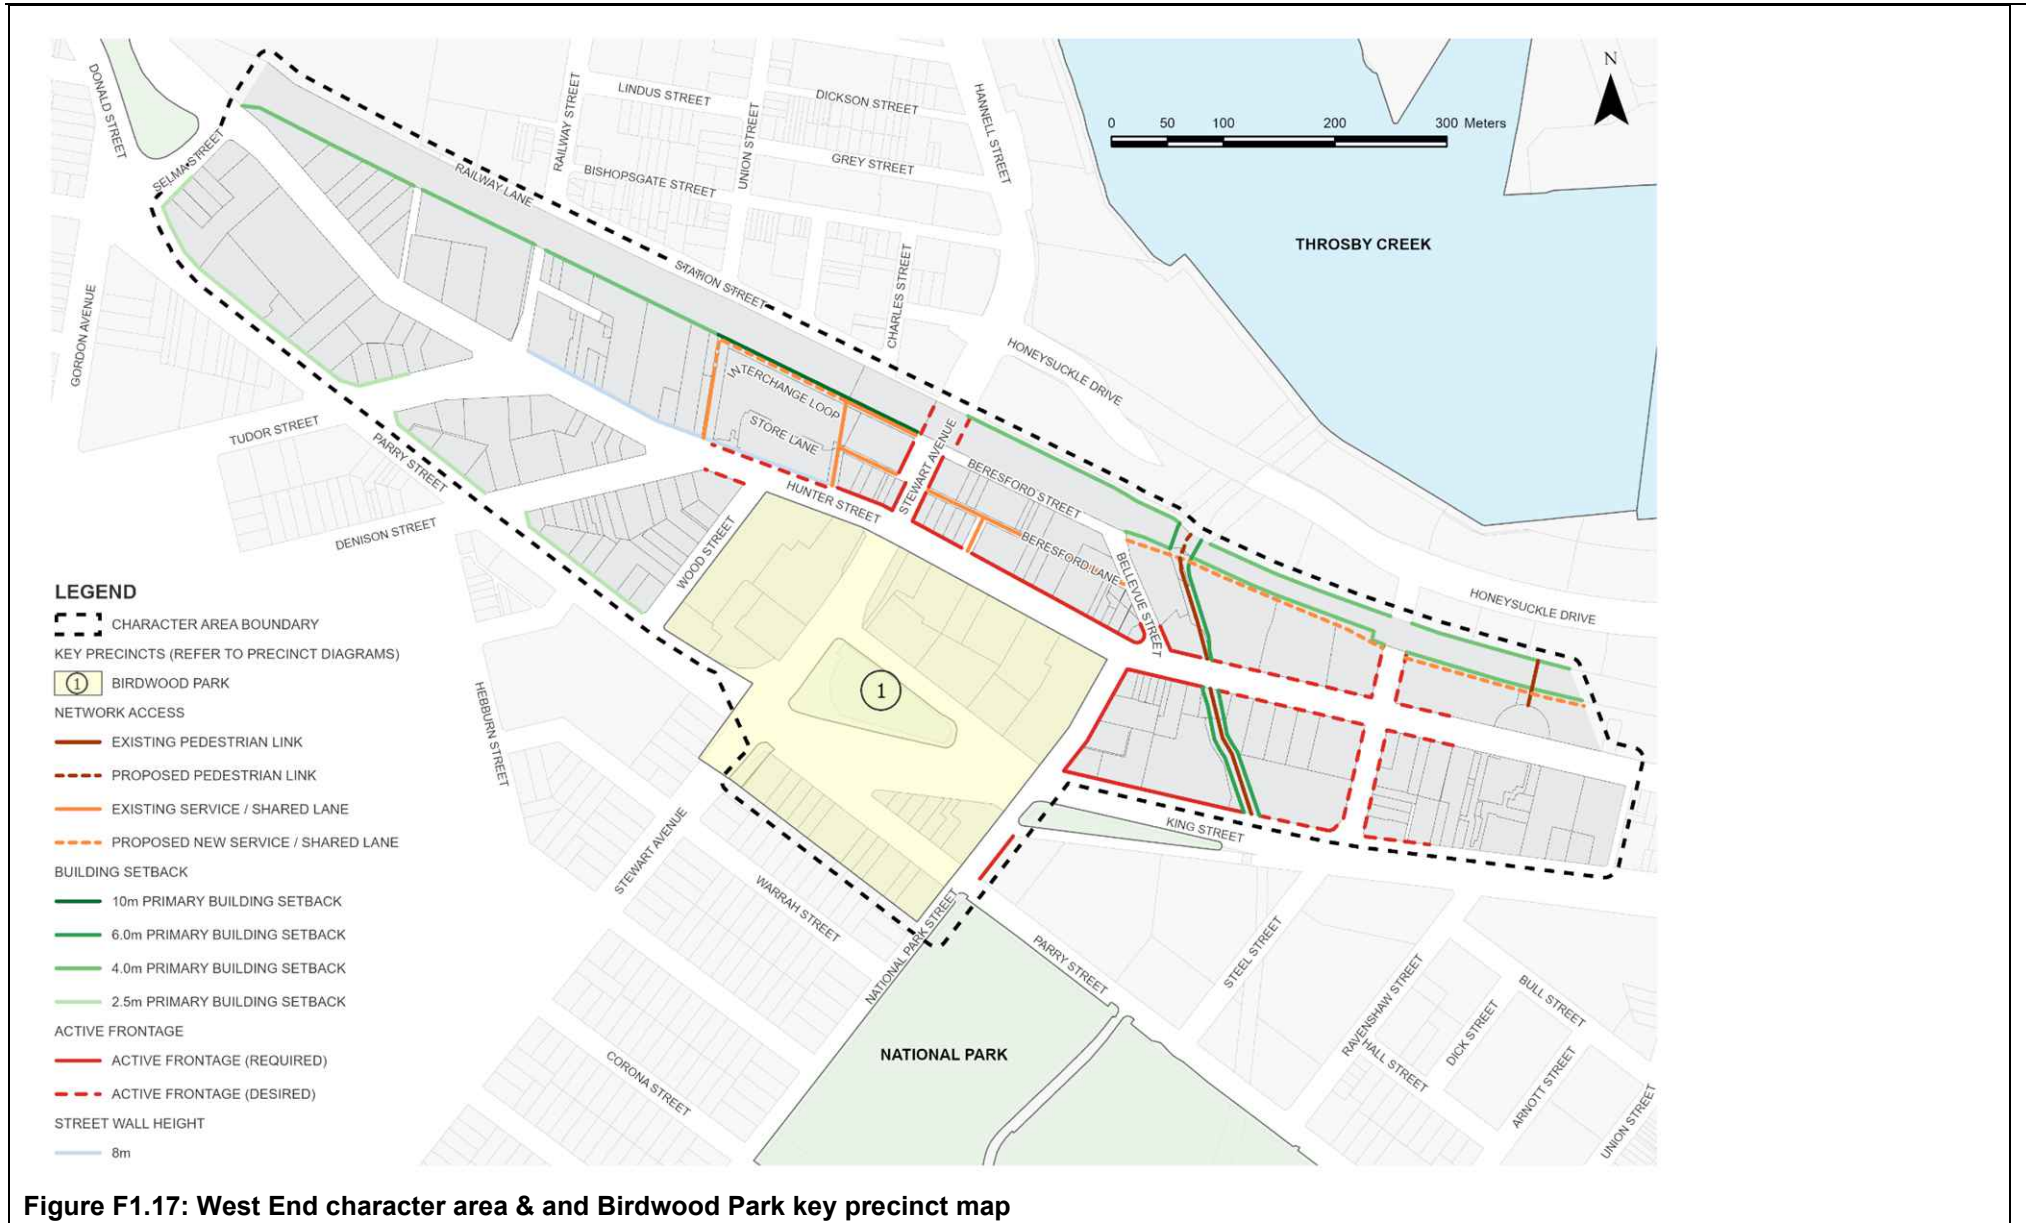 DONALD STREET
SELMA STREET
RAILWAY LANE
RAILWAY STREET
LINDUS STREET
DICKSON STREET
UNION STREET
GREY STREET
BISHOPSGATE STREET
HANNELL STREET
0 50 100 200 300 Meters
N
THROSBY CREEK
STATION STREET
CHARLES STREET
GORDON AVENUE
HONEYSUCKLE DRIVE
INTERCHANGE LOOP
STORE LANE
TUDOR STREET
PARRY STREET
DENISON STREET
HUNTER STREET
STEWART AVENUE
BERESFORD STREET
BERESFORD LANE
BELLEVUE STREET
WOOD STREET
HONEYSUCKLE DRIVE
1
HEBBURN STREET
KING STREET
STEWART AVENUE
WARRAH STREET
NATIONAL PARK STREET
PARRY STREET
STEEL STREET
RAVENSHAW STREET
BULL STREET
DICK STREET
HALL STREET
ARNOTT STREET
UNION STREET
CORONA STREET
NATIONAL PARK
LEGEND
CHARACTER AREA BOUNDARY
KEY PRECINCTS (REFER TO PRECINCT DIAGRAMS)
1 BIRDWOOD PARK
NETWORK ACCESS
EXISTING PEDESTRIAN LINK
PROPOSED PEDESTRIAN LINK
EXISTING SERVICE / SHARED LANE
PROPOSED NEW SERVICE / SHARED LANE
BUILDING SETBACK
10m PRIMARY BUILDING SETBACK
6.0m PRIMARY BUILDING SETBACK
4.0m PRIMARY BUILDING SETBACK
2.5m PRIMARY BUILDING SETBACK
ACTIVE FRONTAGE
ACTIVE FRONTAGE (REQUIRED)
ACTIVE FRONTAGE (DESIRED)
STREET WALL HEIGHT
8m
Figure F1.17: West End character area & and Birdwood Park key precinct map